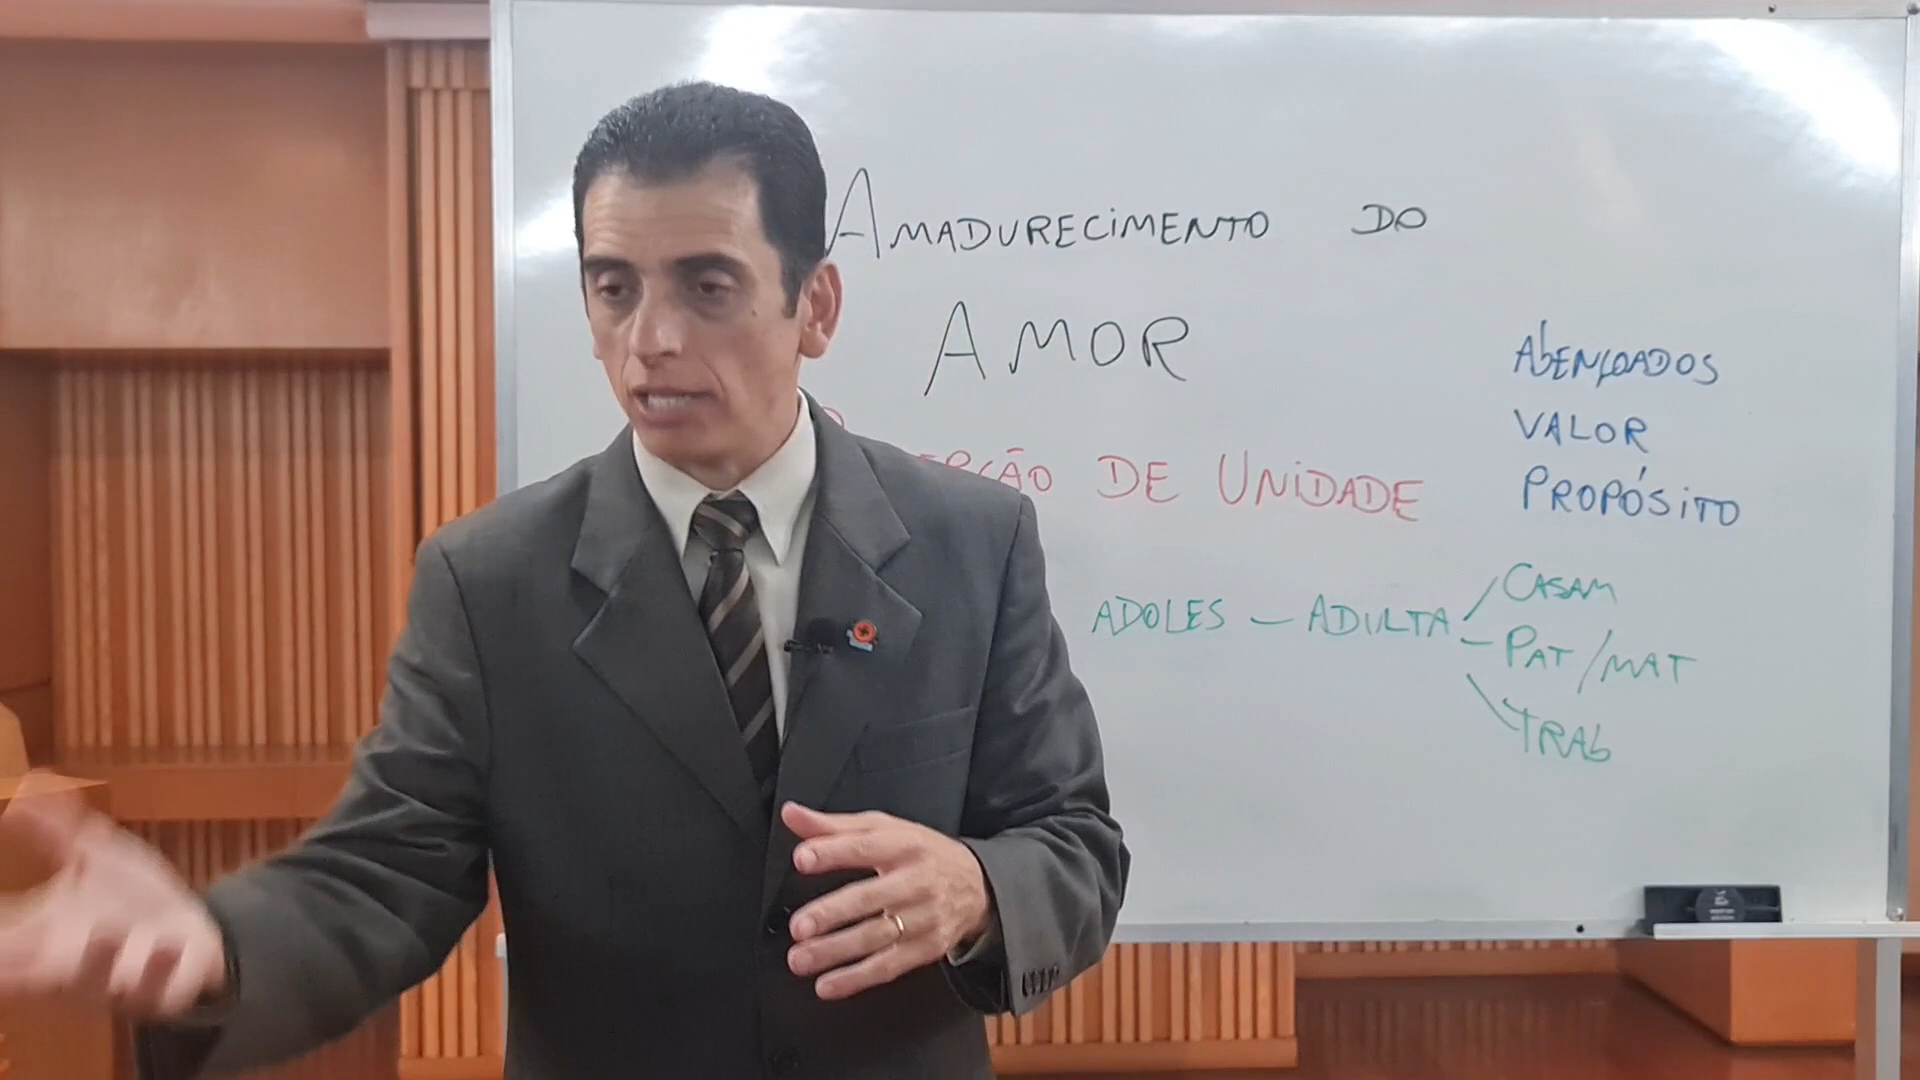 AMADURECIMENTO DO
AMOR
DE UNIDADE
ABENÇOADOS
VALOR
PROPÓSITO
ADOLES - ADULTA
CASAM
PAT/MAT
TRAB